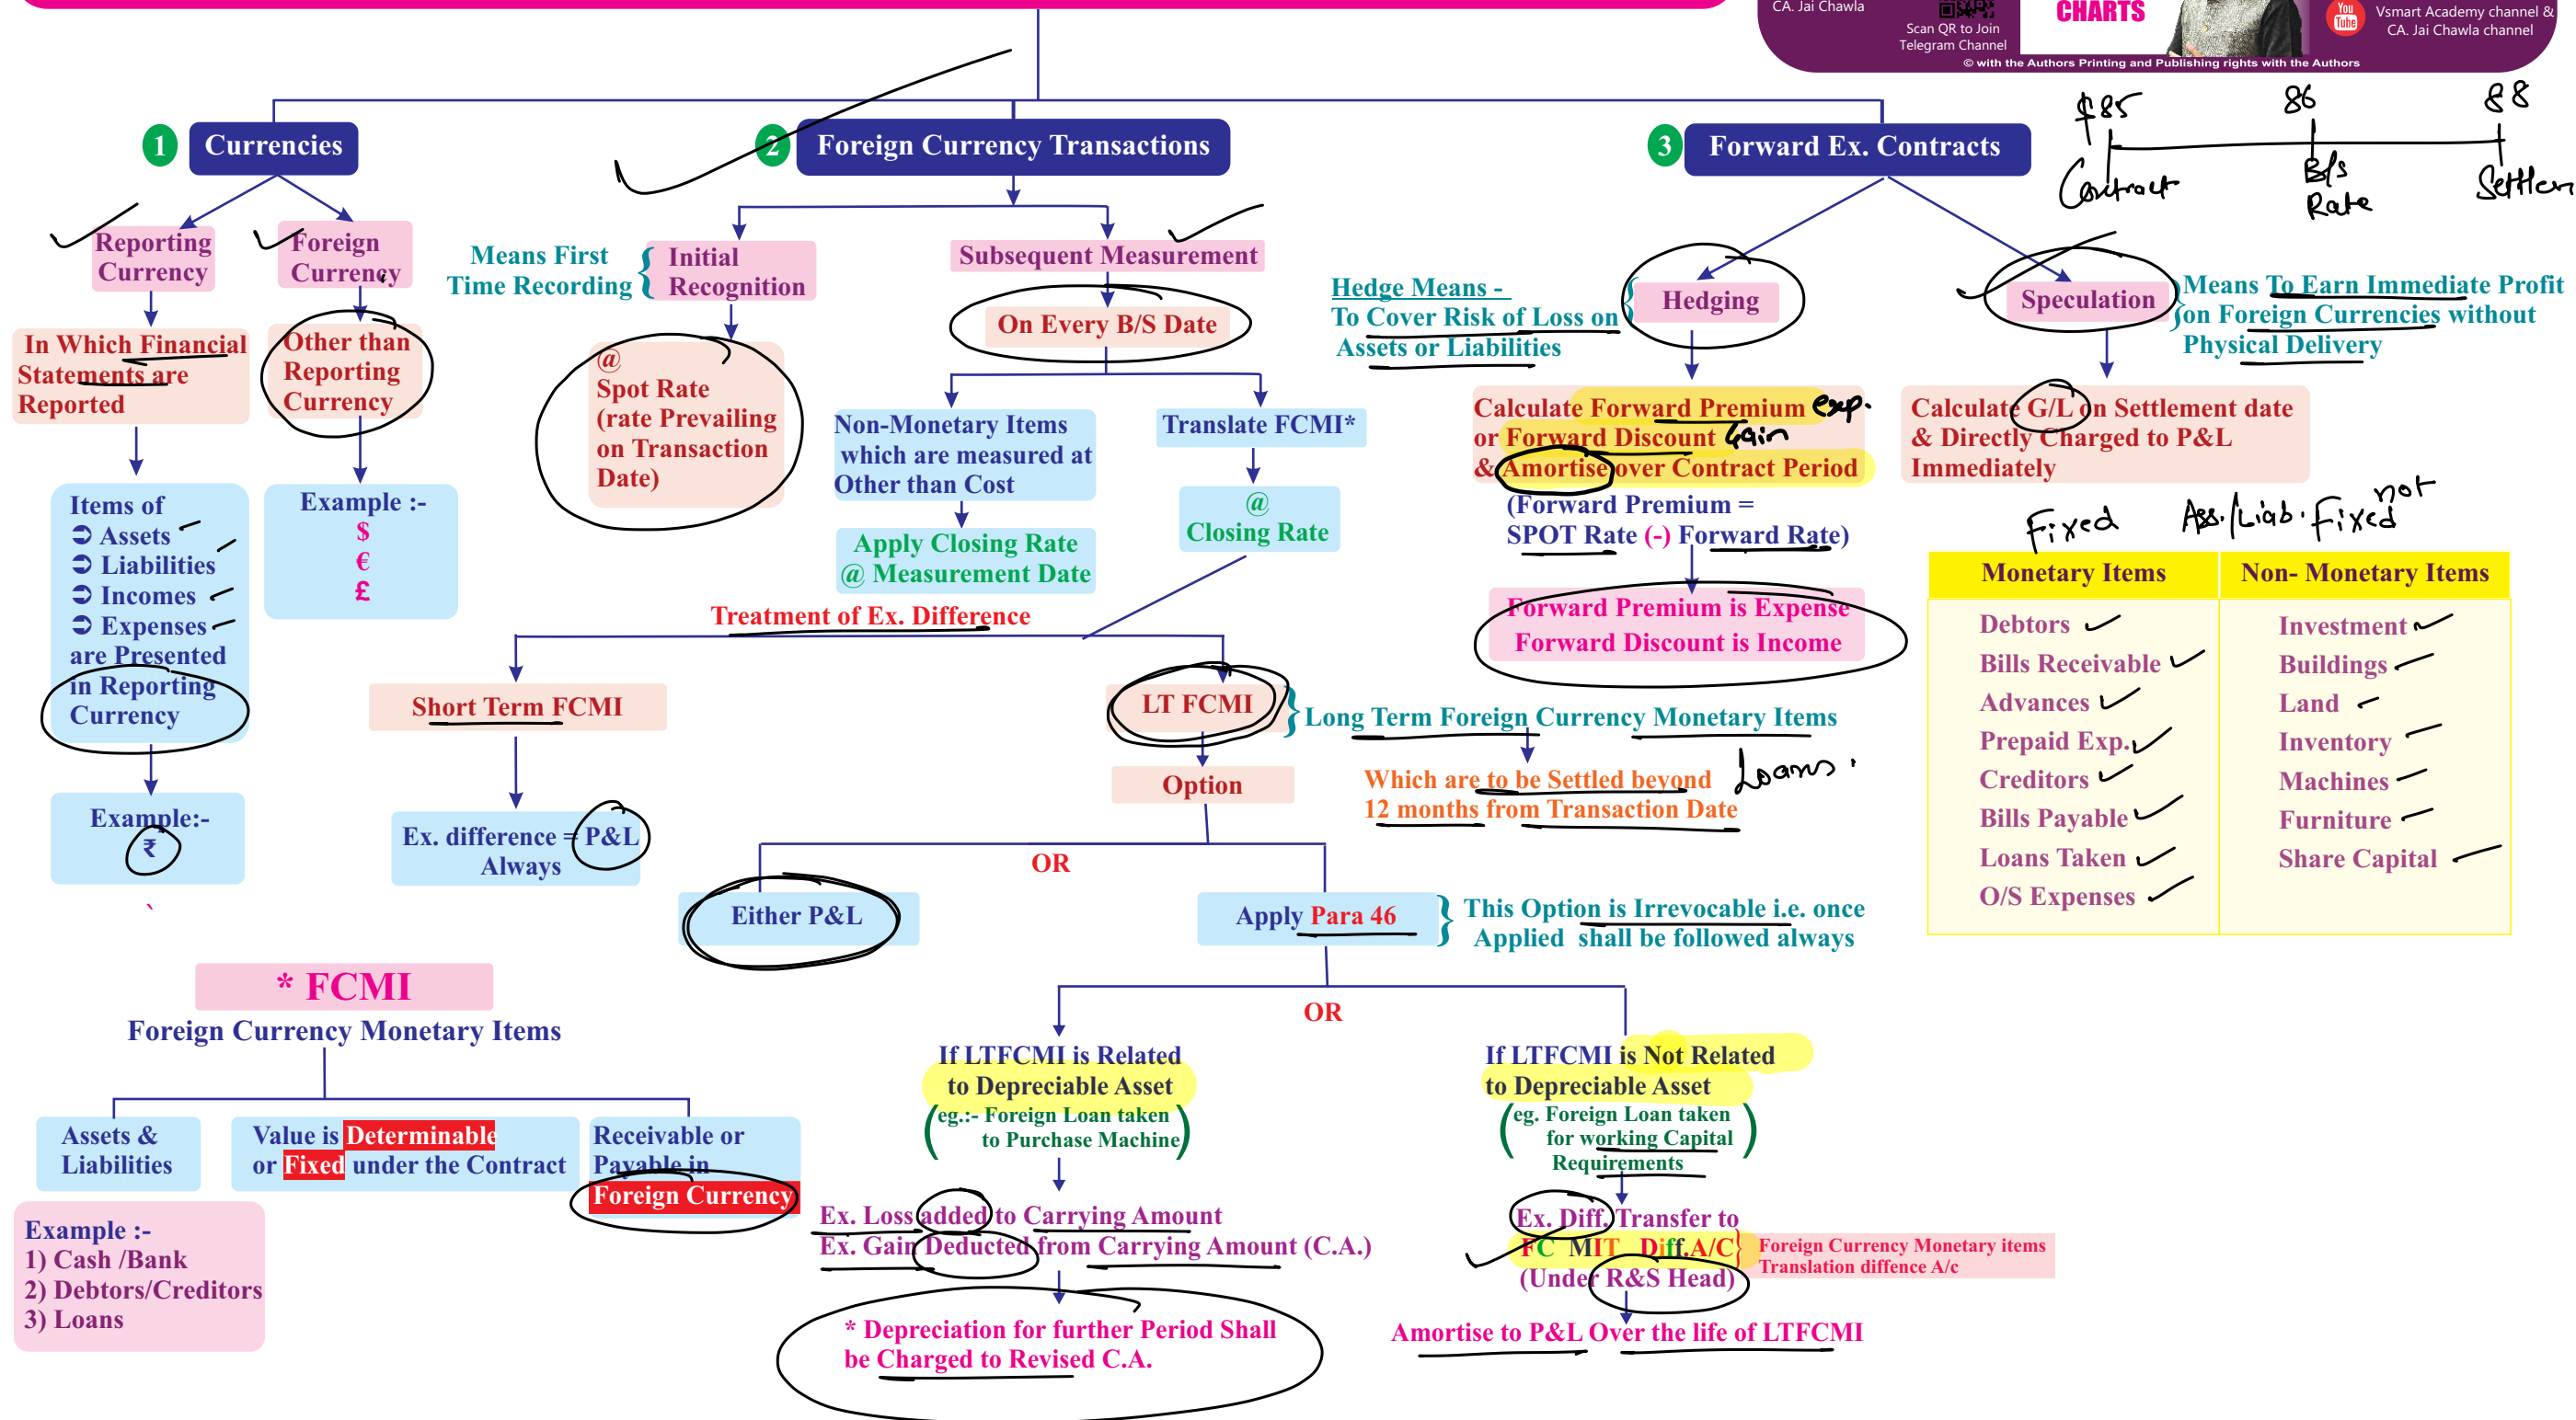 CA. Jai Chawla
Scan QR to Join
Telegram Channel
CHARTS
You
Tube
Vsmart Academy channel &
CA. Jai Chawla channel
© with the Authors Printing and Publishing rights with the Authors
1 Currencies
Reporting
Currency
In Which Financial
Statements are
Reported
Items of
➲ Assets
➲ Liabilities
➲ Incomes
➲ Expenses
are Presented
in Reporting
Currency
Example:-
₹
`
Foreign
Currency
Other than
Reporting
Currency
Example :-
$
€
£
* FCMI
Foreign Currency Monetary Items
Assets &
Liabilities
Example :-
1) Cash /Bank
2) Debtors/Creditors
3) Loans
Value is Determinable
or Fixed under the Contract
Receivable or
Payable in
Foreign Currency
2 Foreign Currency Transactions
Means First
Time Recording
Initial
Recognition
@
Spot Rate
(rate Prevailing
on Transaction
Date)
Subsequent Measurement
On Every B/S Date
Non-Monetary Items
which are measured at
Other than Cost
Apply Closing Rate
@ Measurement Date
Translate FCMI*
@
Closing Rate
Treatment of Ex. Difference
Short Term FCMI
Ex. difference = P&L
Always
LT FCMI
Long Term Foreign Currency Monetary Items
Which are to be Settled beyond
12 months from Transaction Date
Loans.
Option
OR
Either P&L
Apply Para 46
This Option is Irrevocable i.e. once
Applied shall be followed always
OR
If LTFCMI is Related
to Depreciable Asset
(eg.:- Foreign Loan taken
to Purchase Machine)
Ex. Loss added to Carrying Amount
Ex. Gain Deducted from Carrying Amount (C.A.)
* Depreciation for further Period Shall
be Charged to Revised C.A.
If LTFCMI is Not Related
to Depreciable Asset
(eg. Foreign Loan taken
for working Capital
Requirements)
Ex. Diff. Transfer to
FC MIT Diff.A/C
(Under R&S Head)
Foreign Currency Monetary items
Translation diffence A/c
Amortise to P&L Over the life of LTFCMI
3 Forward Ex. Contracts
$85 86 88
Contract B/s Settlem
Rate
Hedge Means -
To Cover Risk of Loss on
Assets or Liabilities
Hedging
Calculate Forward Premium exp.
or Forward Discount Gain
& Amortise over Contract Period
(Forward Premium =
SPOT Rate (-) Forward Rate)
Forward Premium is Expense
Forward Discount is Income
Speculation
Means To Earn Immediate Profit
on Foreign Currencies without
Physical Delivery
Calculate G/L on Settlement date
& Directly Charged to P&L
Immediately
Fixed Ass./Liab. Fixed not
Monetary Items Non- Monetary Items
Debtors Investment
Bills Receivable Buildings
Advances Land
Prepaid Exp. Inventory
Creditors Machines
Bills Payable Furniture
Loans Taken Share Capital
O/S Expenses